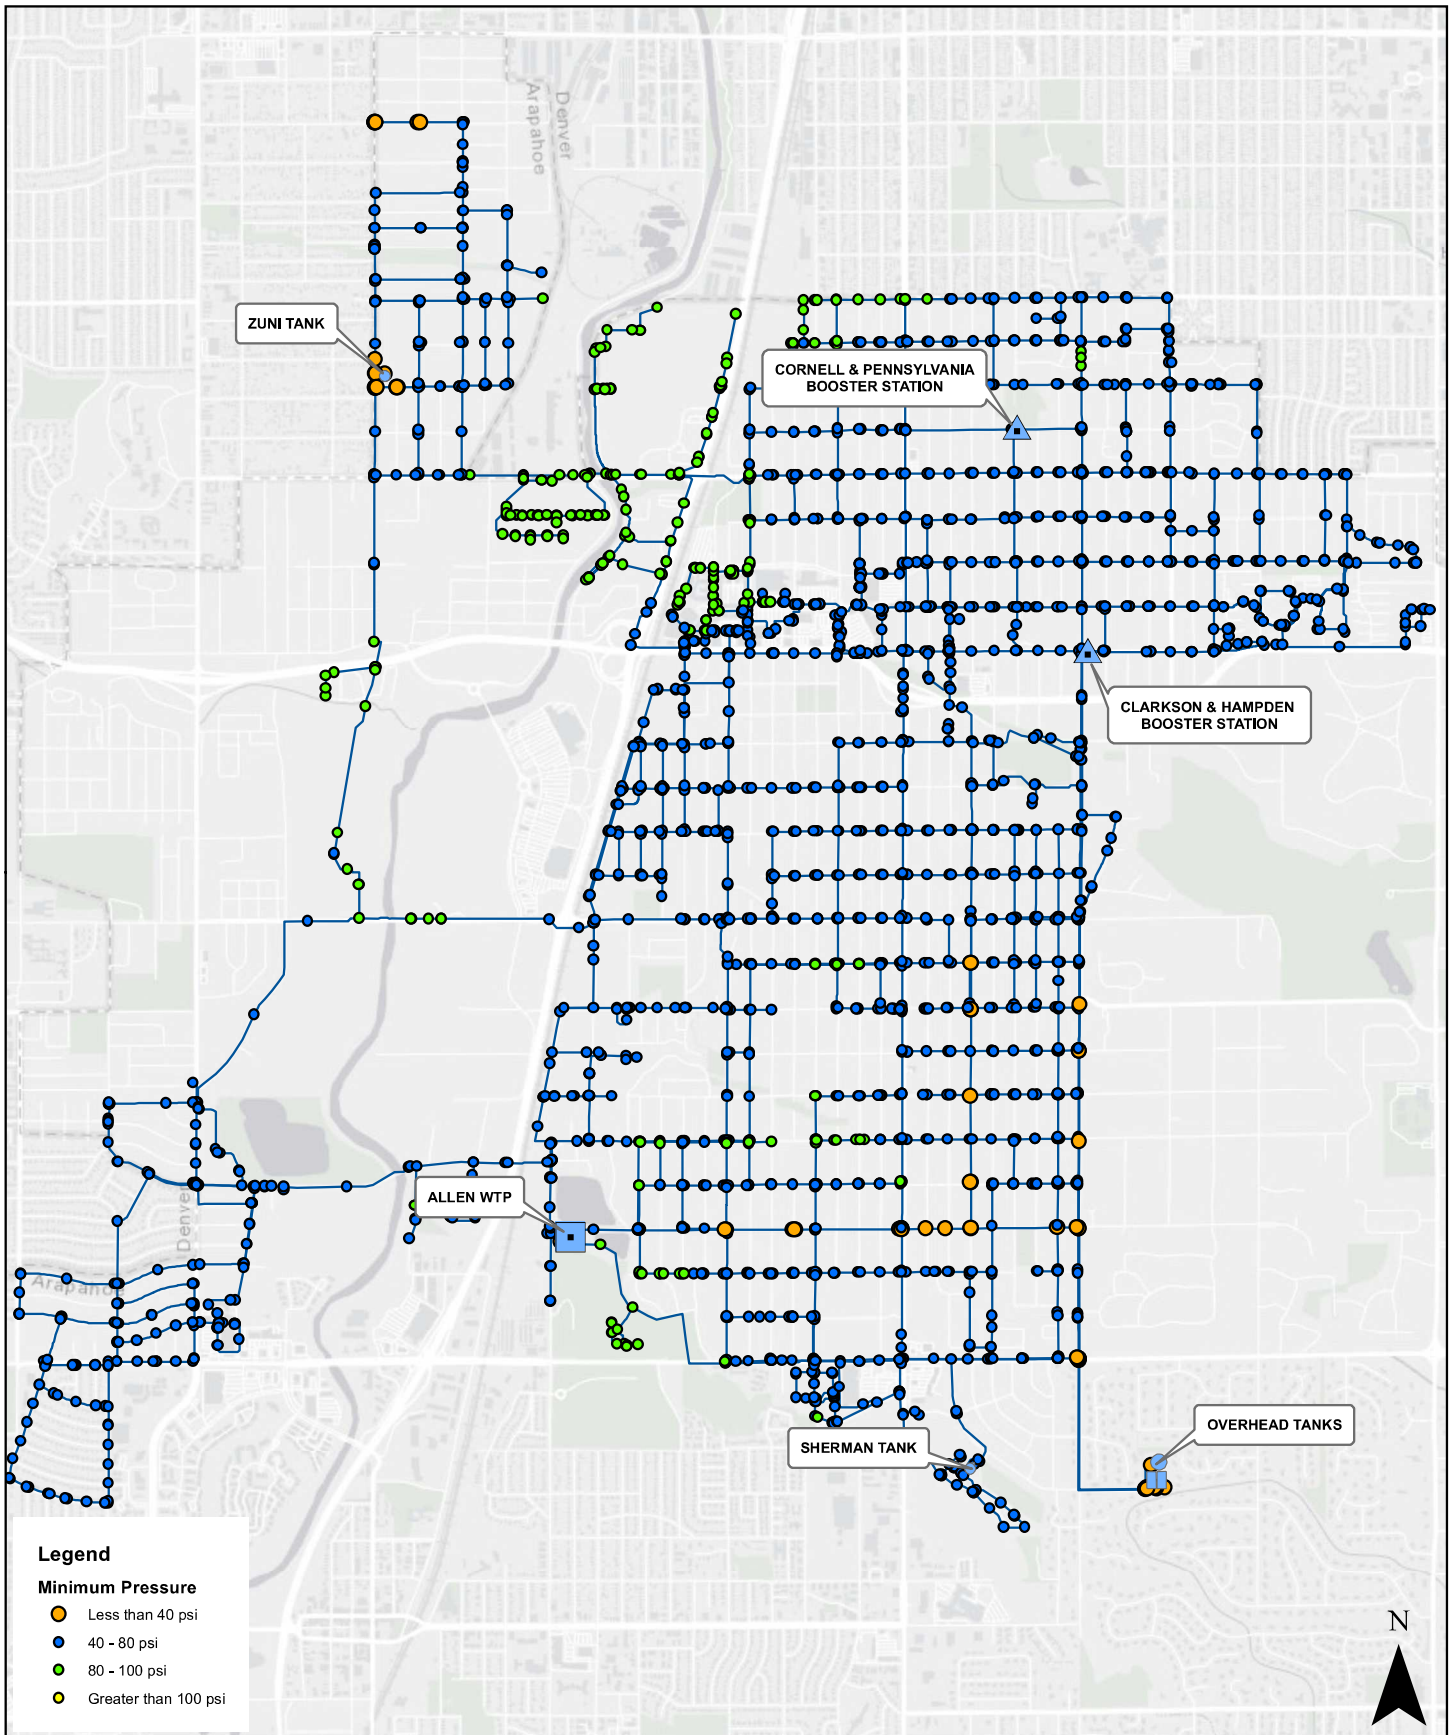 Denver
Arapahoe
ZUNI TANK
CORNELL & PENNSYLVANIA
BOOSTER STATION
CLARKSON & HAMPDEN
BOOSTER STATION
ALLEN WTP
Denver
Arapahoe
SHERMAN TANK
OVERHEAD TANKS
Legend
Minimum Pressure
Less than 40 psi
40 - 80 psi
80 - 100 psi
Greater than 100 psi
N